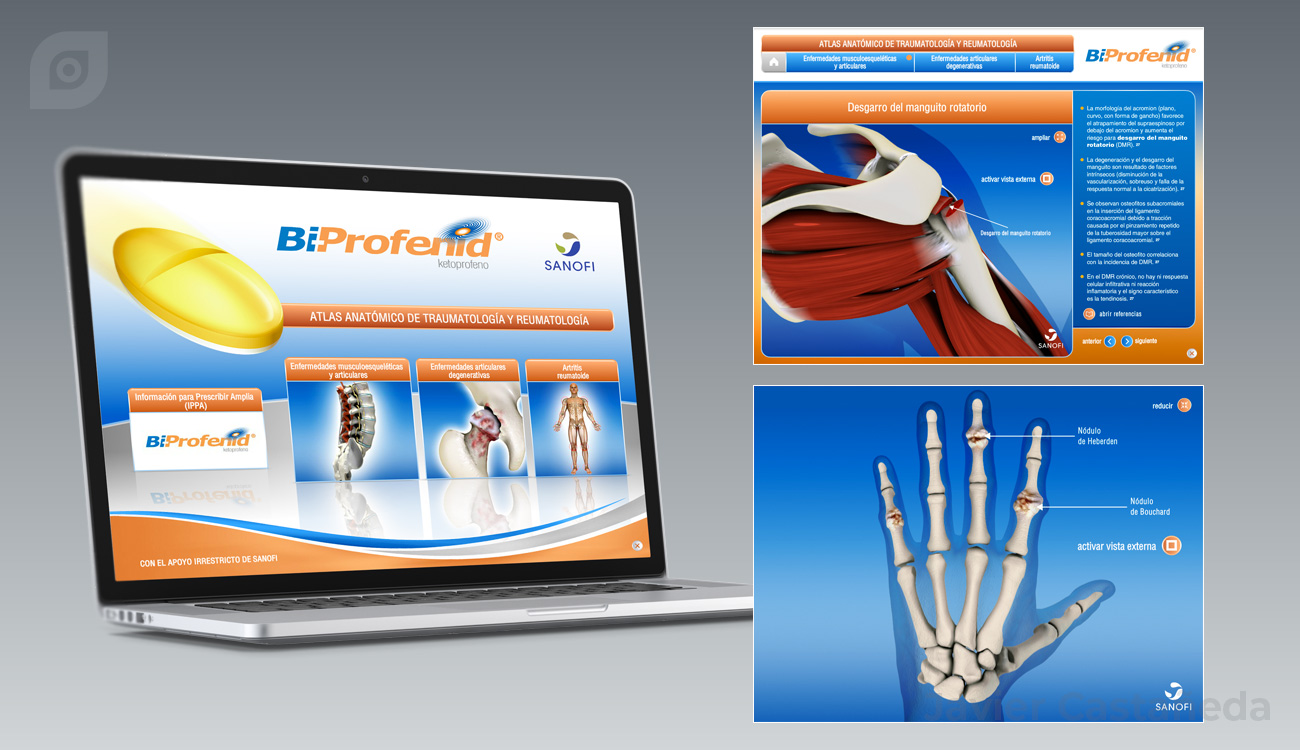 BiProfenid®
ketoprofeno
SANOFI
ATLAS ANATÓMICO DE TRAUMATOLOGÍA Y REUMATOLOGÍA
Información para Prescribir Amplia
(IPPA)
BiProfenid®
ketoprofeno
Enfermedades musculoesqueléticas
y articulares
Enfermedades articulares
degenerativas
Artritis
reumatoide
CON EL APOYO IRRESTRICTO DE SANOFI
ATLAS ANATÓMICO DE TRAUMATOLOGÍA Y REUMATOLOGÍA
Enfermedades musculoesqueléticas
y articulares
Enfermedades articulares
degenerativas
Artritis
reumatoide
BiProfenid®
ketoprofeno
Desgarro del manguito rotatorio
ampliar
activar vista externa
Desgarro del manguito rotatorio
SANOFI
La morfología del acromion (plano,
curvo, con forma de gancho) favorece
el atrapamiento del supraespinoso por
debajo del acromion y aumenta el
riesgo para desgarro del manguito
rotatorio (DMR).
La degeneración y el desgarro del
manguito son resultado de factores
intrínsecos (disminución de la
vascularización, sobreuso y falla de la
respuesta normal a la cicatrización).
Se observan osteofitos subacromiales
en la inserción del ligamento
coracoacromial debido a tracción
causada por el pinzamiento repetido
de la tuberosidad mayor sobre el
ligamento coracoacromial.
El tamaño del osteofito correlaciona
con la incidencia de DMR.
En el DMR crónico, no hay ni respuesta
celular infiltrativa ni reacción
inflamatoria y el signo característico
es la tendinosis.
abrir referencias
anterior
siguiente
reducir
Nódulo
de Heberden
Nódulo
de Bouchard
activar vista externa
SANOFI
Javier Castañeda